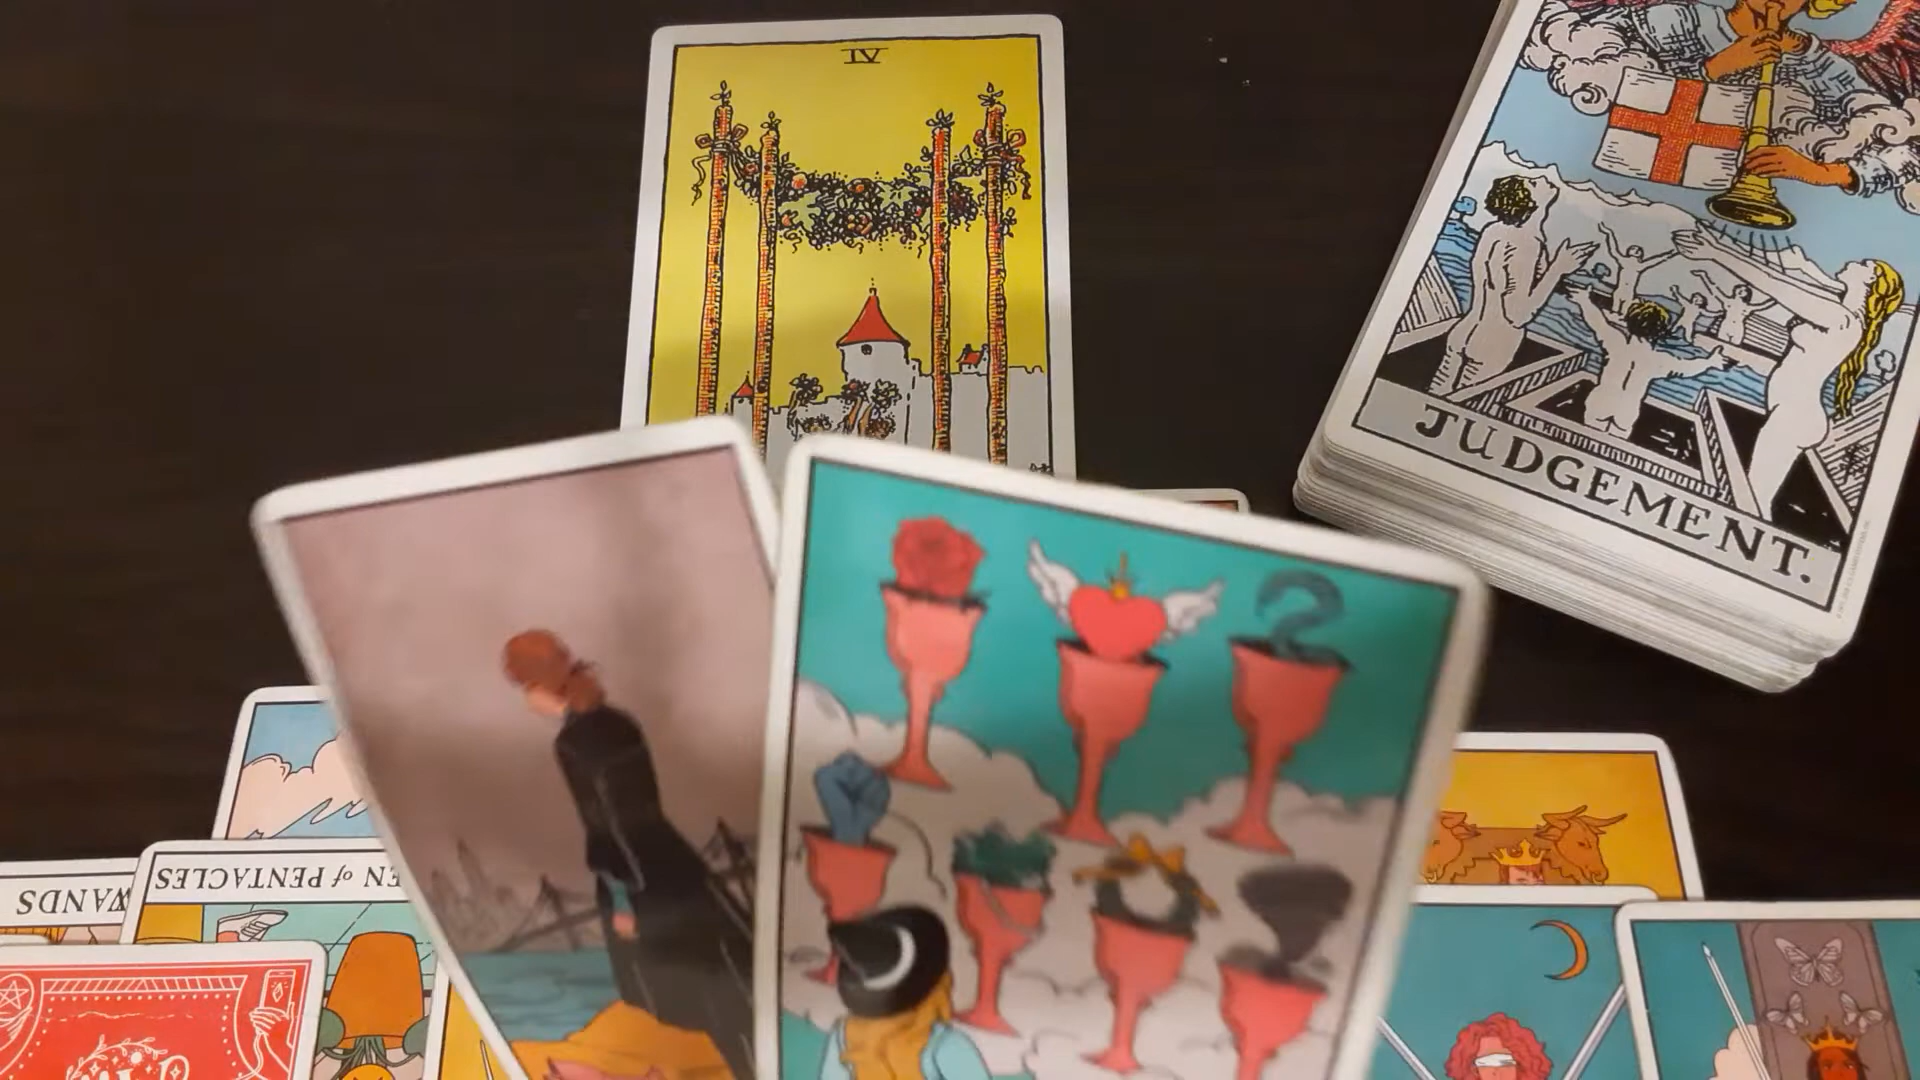 IV
JUDGEMENT.
EN of PENTACLES
WANDS